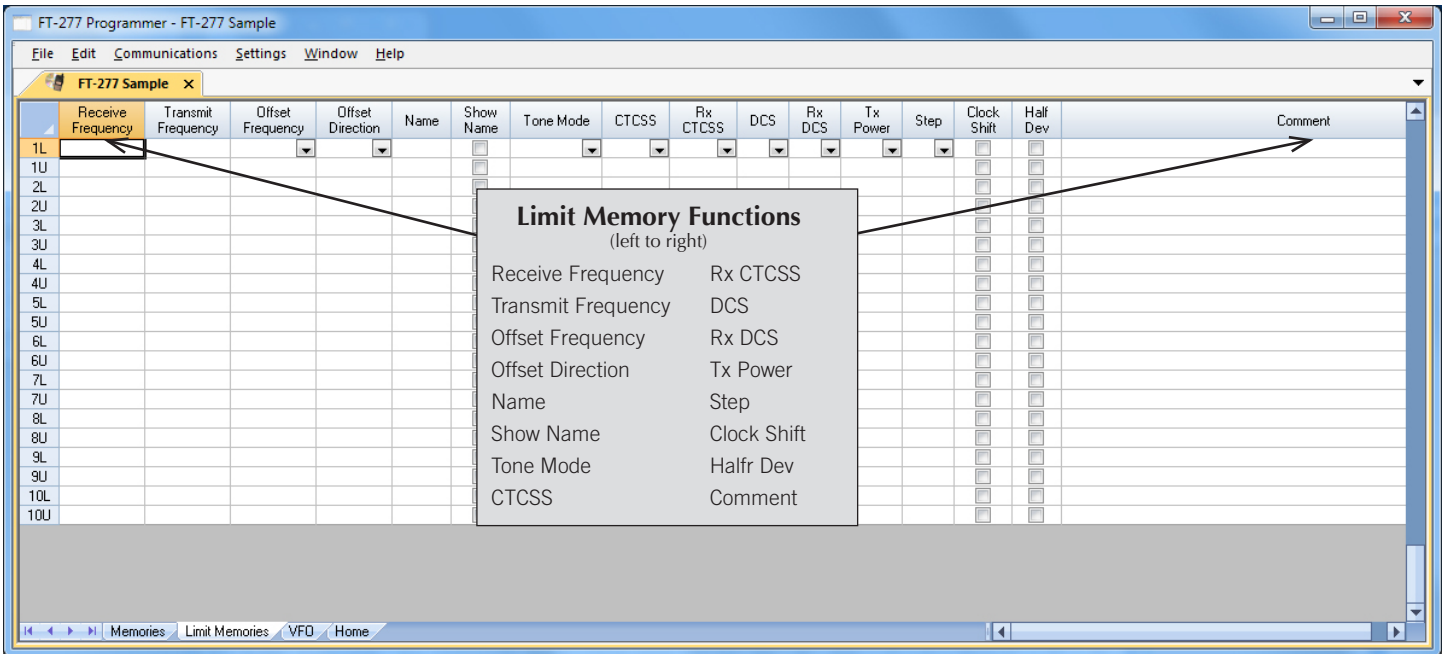 FT-277 Programmer - FT-277 Sample
File Edit Communications Settings Window Help
FT-277 Sample X
Receive Frequency Transmit Frequency Offset Frequency Offset Direction Name Show Name Tone Mode CTCSS Rx CTCSS DCS Rx DCS Tx Power Step Clock Shift Half Dev Comment
1L
1U
2L
2U
3L
3U
4L
4U
5L
5U
6L
6U
7L
7U
8L
8U
9L
9U
10L
10U
Limit Memory Functions
(left to right)
Receive Frequency Rx CTCSS
Transmit Frequency DCS
Offset Frequency Rx DCS
Offset Direction Tx Power
Name Step
Show Name Clock Shift
Tone Mode Halfr Dev
CTCSS Comment
Memories Limit Memories VFO Home